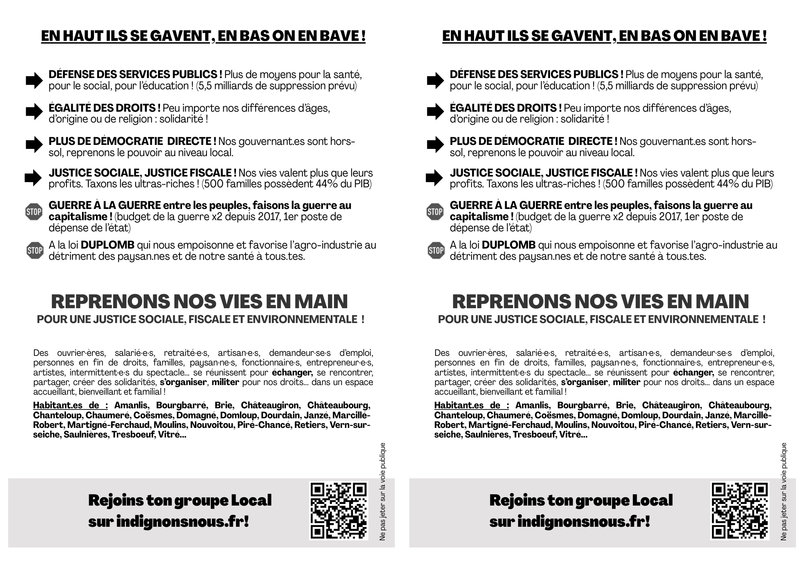 EN HAUT ILS SE GAVENT, EN BAS ON EN BAVE !
DÉFENSE DES SERVICES PUBLICS ! Plus de moyens pour la santé,
pour le social, pour l'éducation ! (5,5 milliards de suppression prévu)
ÉGALITÉ DES DROITS ! Peu importe nos différences d'âges,
d'origine ou de religion : solidarité !
PLUS DE DÉMOCRATIE DIRECTE ! Nos gouvernant.es sont hors-
sol, reprenons le pouvoir au niveau local.
JUSTICE SOCIALE, JUSTICE FISCALE ! Nos vies valent plus que leurs
profits. Taxons les ultras-riches ! (500 familles possèdent 44% du PIB)
STOP
GUERRE À LA GUERRE entre les peuples, faisons la guerre au
capitalisme ! (budget de la guerre x2 depuis 2017, 1er poste de
dépense de l'état)
STOP
A la loi DUPLOMB qui nous empoisonne et favorise l'agro-industrie au
détriment des paysan.nes et de notre santé à tous.tes.
REPRENONS NOS VIES EN MAIN
POUR UNE JUSTICE SOCIALE, FISCALE ET ENVIRONNEMENTALE !
Des ouvrier·ères, salarié·e·s, retraité·e·s, artisan·e·s, demandeur·se·s d'emploi,
personnes en fin de droits, familles, paysan·ne·s, fonctionnaire·s, entrepreneur·e·s,
artistes, intermittent·e·s du spectacle... se réunissent pour échanger, se rencontrer,
partager, créer des solidarités, s'organiser, militer pour nos droits... dans un espace
accueillant, bienveillant et familial !
Habitant.es de : Amanlis, Bourgbarré, Brie, Châteaugiron, Châteaubourg,
Chanteloup, Chaumeré, Coësmes, Domagné, Domloup, Dourdain, Janzé, Marcillé-
Robert, Martigné-Ferchaud, Moulins, Nouvoitou, Piré-Chancé, Retiers, Vern-sur-
seiche, Saulnières, Tresboeuf, Vitré...
Rejoins ton groupe Local
sur indignonsnous.fr!
Ne pas jeter sur la voie publique
EN HAUT ILS SE GAVENT, EN BAS ON EN BAVE !
DÉFENSE DES SERVICES PUBLICS ! Plus de moyens pour la santé,
pour le social, pour l'éducation ! (5,5 milliards de suppression prévu)
ÉGALITÉ DES DROITS ! Peu importe nos différences d'âges,
d'origine ou de religion : solidarité !
PLUS DE DÉMOCRATIE DIRECTE ! Nos gouvernant.es sont hors-
sol, reprenons le pouvoir au niveau local.
JUSTICE SOCIALE, JUSTICE FISCALE ! Nos vies valent plus que leurs
profits. Taxons les ultras-riches ! (500 familles possèdent 44% du PIB)
STOP
GUERRE À LA GUERRE entre les peuples, faisons la guerre au
capitalisme ! (budget de la guerre x2 depuis 2017, 1er poste de
dépense de l'état)
STOP
A la loi DUPLOMB qui nous empoisonne et favorise l'agro-industrie au
détriment des paysan.nes et de notre santé à tous.tes.
REPRENONS NOS VIES EN MAIN
POUR UNE JUSTICE SOCIALE, FISCALE ET ENVIRONNEMENTALE !
Des ouvrier·ères, salarié·e·s, retraité·e·s, artisan·e·s, demandeur·se·s d'emploi,
personnes en fin de droits, familles, paysan·ne·s, fonctionnaire·s, entrepreneur·e·s,
artistes, intermittent·e·s du spectacle... se réunissent pour échanger, se rencontrer,
partager, créer des solidarités, s'organiser, militer pour nos droits... dans un espace
accueillant, bienveillant et familial !
Habitant.es de : Amanlis, Bourgbarré, Brie, Châteaugiron, Châteaubourg,
Chanteloup, Chaumeré, Coësmes, Domagné, Domloup, Dourdain, Janzé, Marcillé-
Robert, Martigné-Ferchaud, Moulins, Nouvoitou, Piré-Chancé, Retiers, Vern-sur-
seiche, Saulnières, Tresboeuf, Vitré...
Rejoins ton groupe Local
sur indignonsnous.fr!
Ne pas jeter sur la voie publique